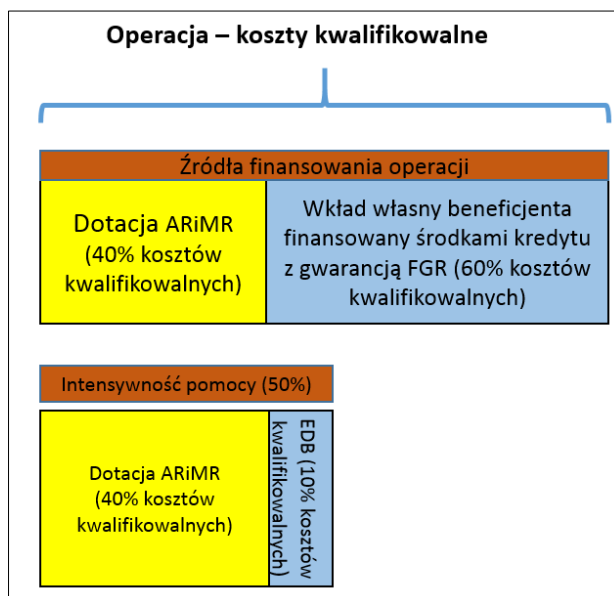 Operacja – koszty kwalifikowalne
Źródła finansowania operacji
Dotacja ARiMR
(40% kosztów
kwalifikowalnych)
Wkład własny beneficjenta
finansowany środkami kredytu
z gwarancją FGR (60% kosztów
kwalifikowalnych)
Intensywność pomocy (50%)
Dotacja ARiMR
(40% kosztów
kwalifikowalnych)
EDB (10% kosztów
kwalifikowalnych)